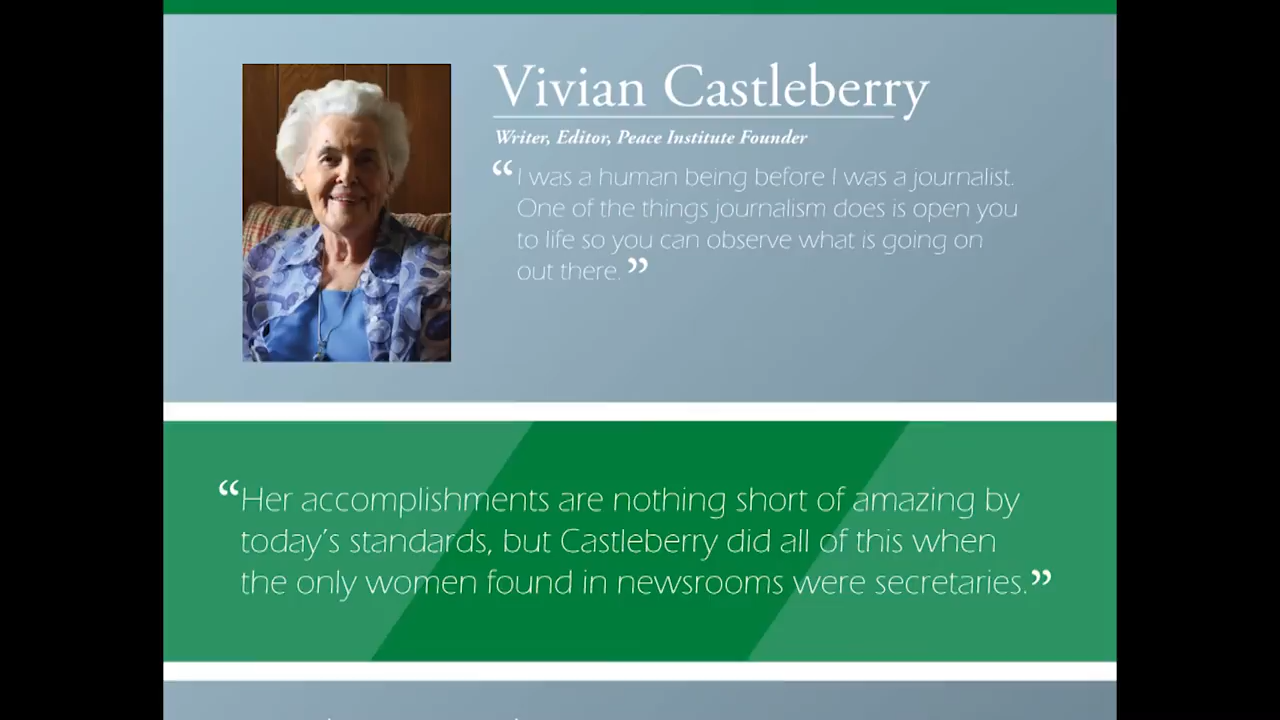 Vivian Castleberry
Writer, Editor, Peace Institute Founder
“I was a human being before I was a journalist.
One of the things journalism does is open you
to life so you can observe what is going on
out there.”
“Her accomplishments are nothing short of amazing by
today’s standards, but Castleberry did all of this when
the only women found in newsrooms were secretaries.”